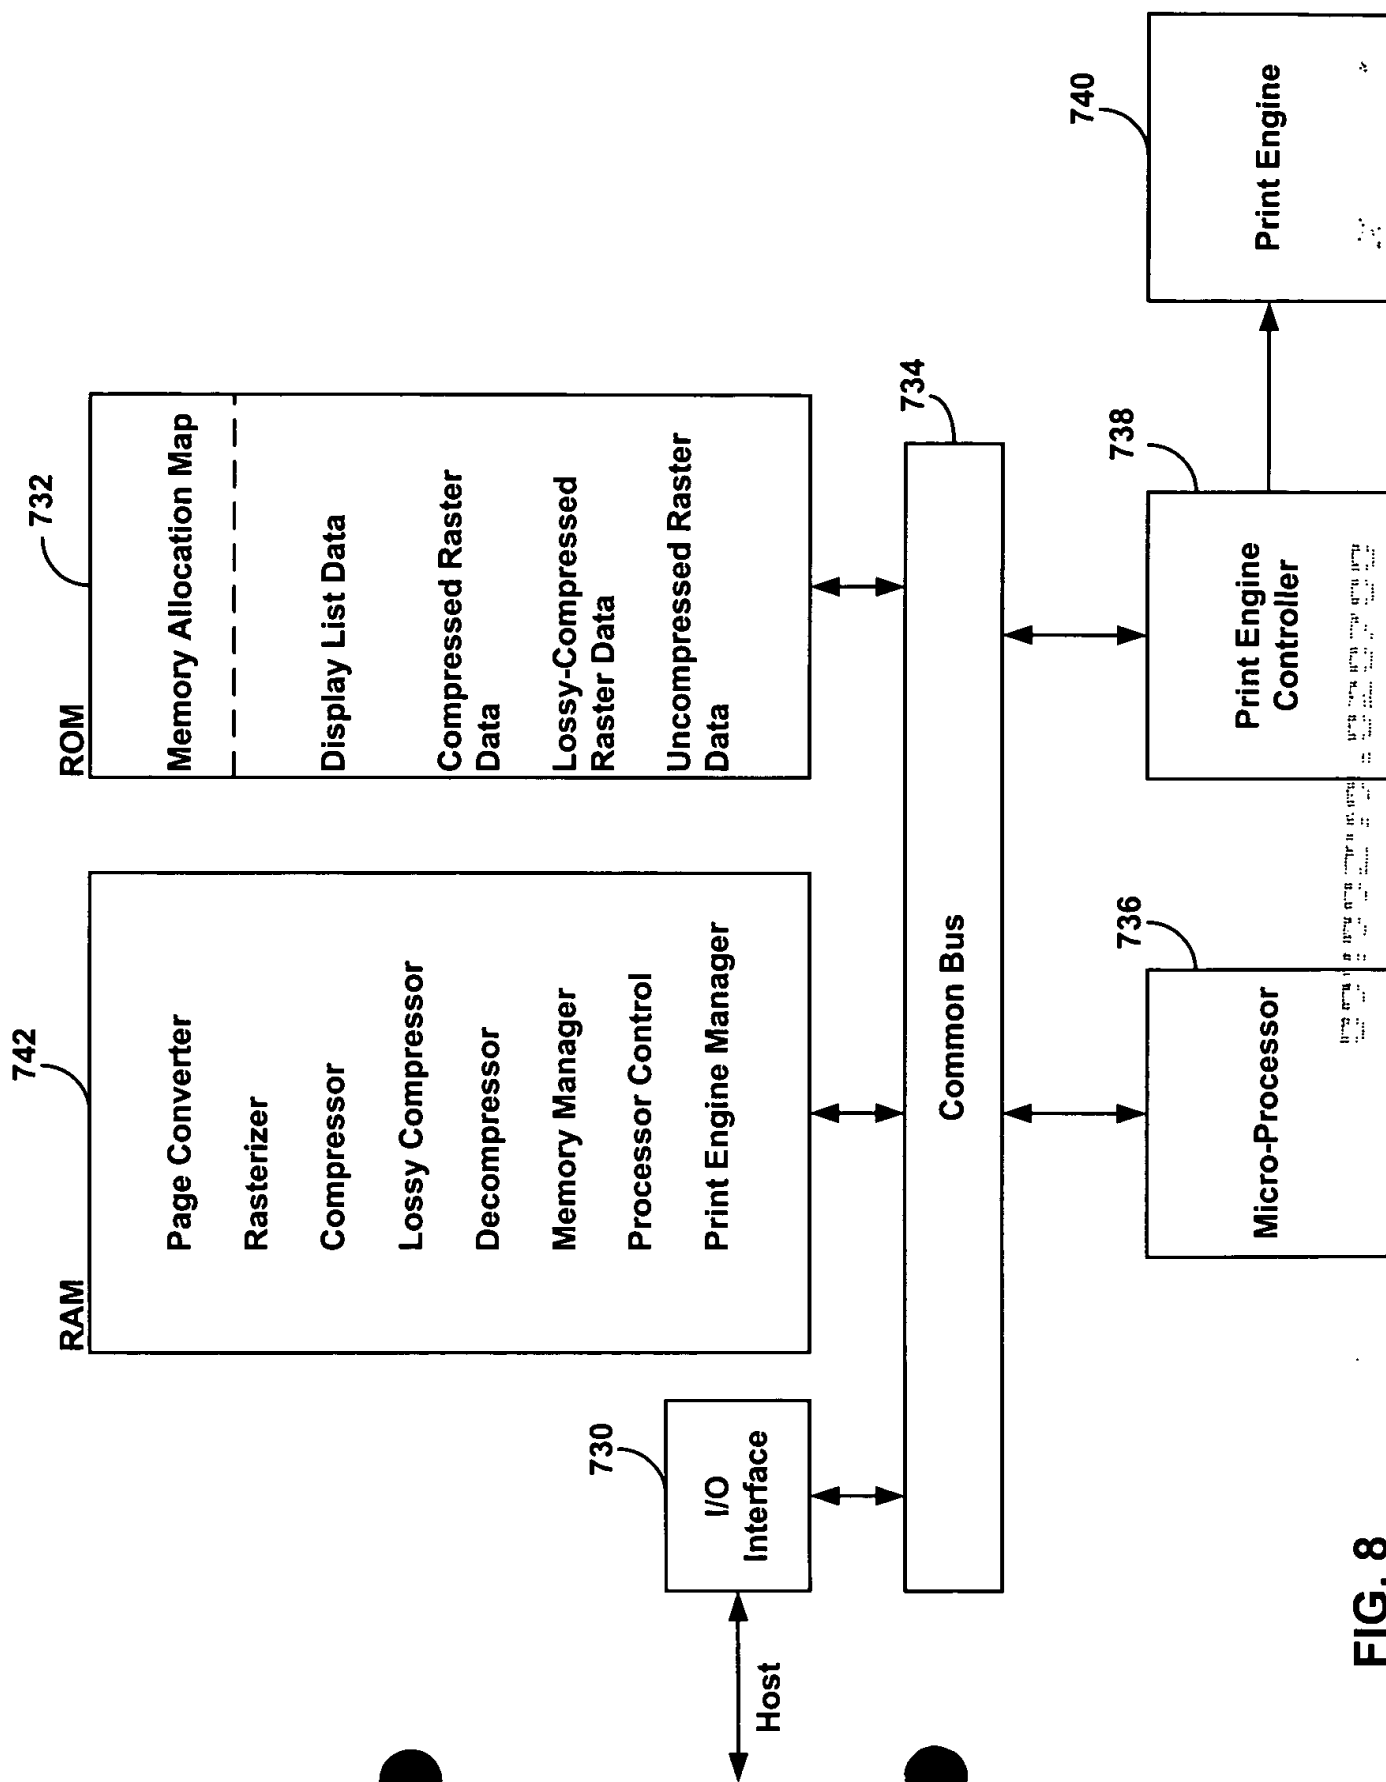 742
RAM
Page Converter
Rasterizer
Compressor
Lossy Compressor
Decompressor
Memory Manager
Processor Control
Print Engine Manager
732
ROM
Memory Allocation Map
Display List Data
Compressed Raster
Data
Lossy-Compressed
Raster Data
Uncompressed Raster
Data
730
I/O
Interface
Host
734
Common Bus
736
Micro-Processor
738
Print Engine
Controller
740
Print Engine
FIG. 8